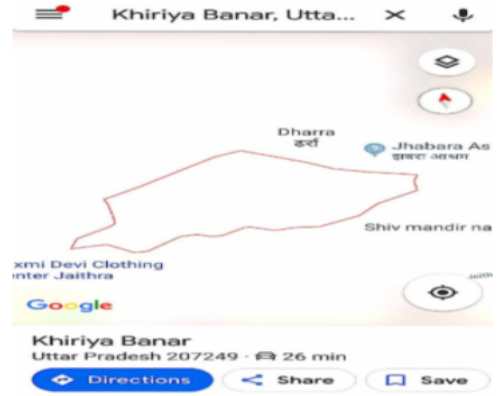 Khiriya Banar, Utta...
Dharra
ढर्रा
Jhabara As
झबरा आश्रम
Shiv mandir na
xmi Devi Clothing
enter Jaithra
Google
Khiriya Banar
Uttar Pradesh 207249 · 26 min
Directions
Share
Save